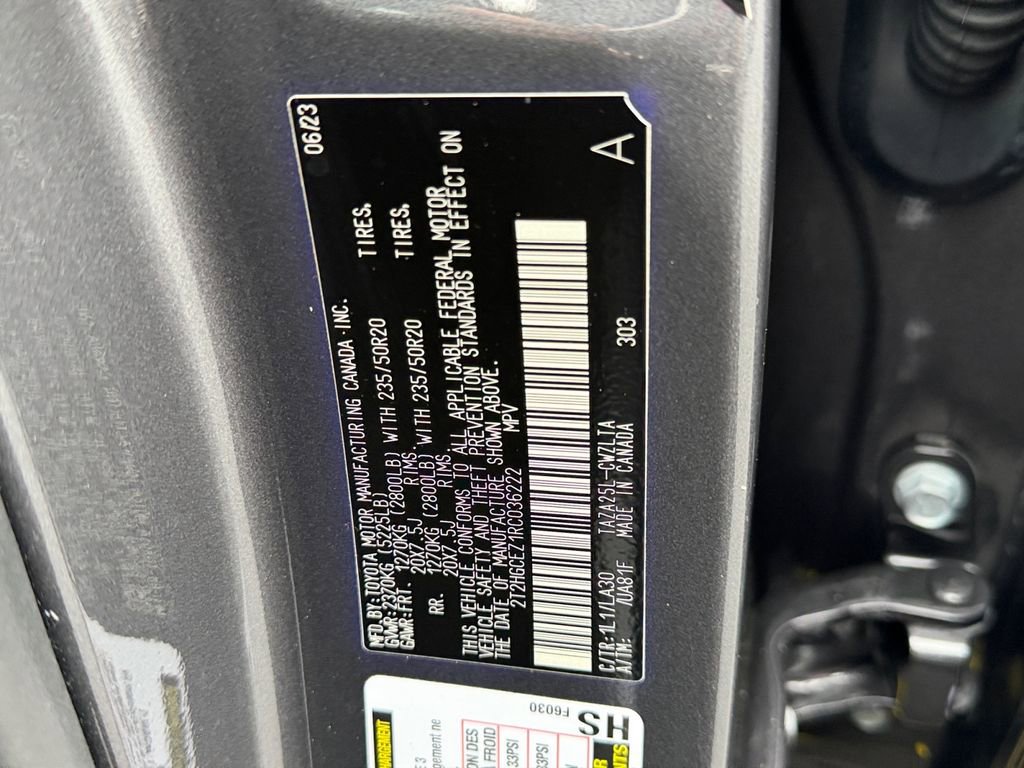 MFD.BY:TOYOTA MOTOR MANUFACTURING CANADA INC. 06/23
GVWR:2370KG (5225LB)
GAWR:FRT. 1270KG (2800LB) WITH 235/50R20 TIRES,
20X7.5J RIMS
RR. 1270KG (2800LB) WITH 235/50R20 TIRES,
20X7.5J RIMS
THIS VEHICLE CONFORMS TO ALL APPLICABLE FEDERAL MOTOR
VEHICLE SAFETY AND THEFT PREVENTION STANDARDS IN EFFECT ON
THE DATE OF MANUFACTURE SHOWN ABOVE.
2T2HGCEZ1RC036222 MPV
C/TR:1L1/LA30 TAZA25L-CWZLTA 303 A
A/TM: /UA81F MADE IN CANADA
F6030
HS
33PSI
33PSI